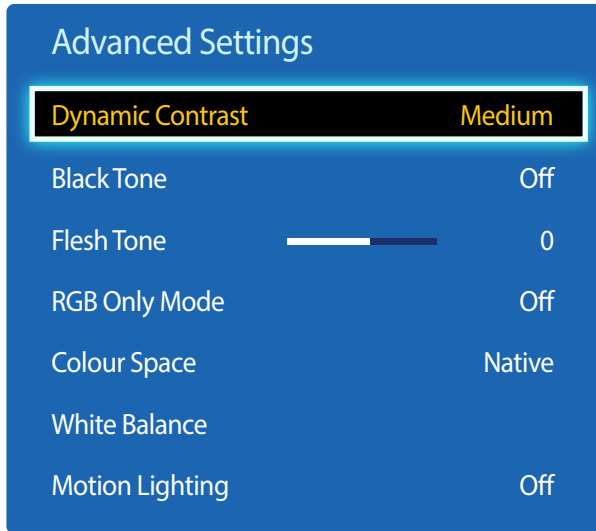 Advanced Settings
Dynamic Contrast Medium
Black Tone Off
Flesh Tone 0
RGB Only Mode Off
Colour Space Native
White Balance
Motion Lighting Off